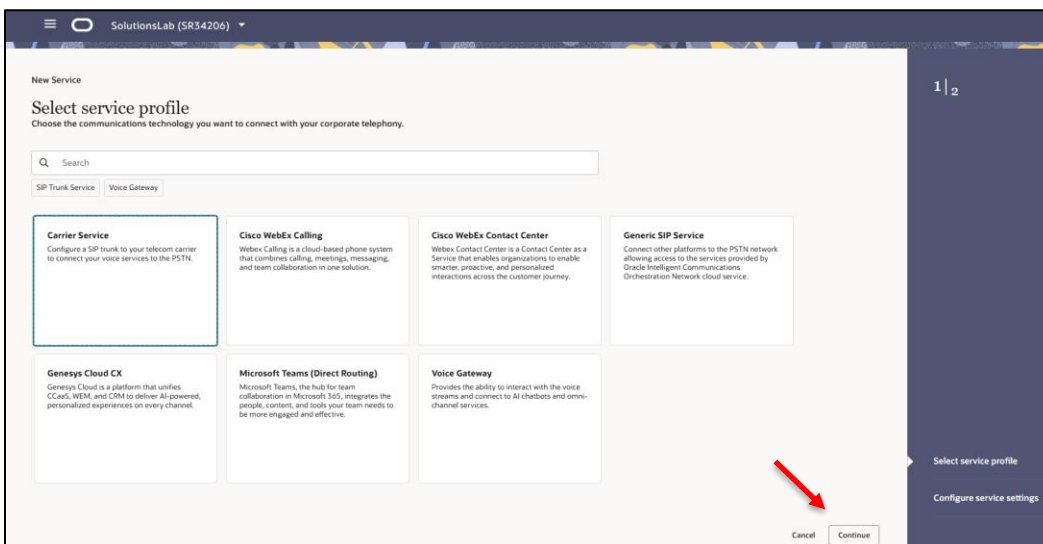 SolutionsLab (SR34206)
New Service
Select service profile
Choose the communications technology you want to connect with your corporate telephony.
Search
SIP Trunk Service
Voice Gateway
Carrier Service
Configure a SIP trunk to your telecom carrier
to connect your voice services to the PSTN.
Cisco WebEx Calling
Webex Calling is a cloud-based phone system
that combines calling, meetings, messaging,
and team collaboration in one solution.
Cisco WebEx Contact Center
Webex Contact Center is a Contact Center as a
Service that enables organizations to enable
smarter, proactive, and personalized
interactions across the customer journey.
Generic SIP Service
Connect other platforms to the PSTN network
allowing access to the services provided by
Oracle Intelligent Communications
Orchestration Network cloud service.
Genesys Cloud CX
Genesys Cloud is a platform that unifies
CCaaS, WEM, and CRM to deliver AI-powered,
personalized experiences on every channel.
Microsoft Teams (Direct Routing)
Microsoft Teams, the hub for team
collaboration in Microsoft 365, integrates the
people, content, and tools your team needs to
be more engaged and effective.
Voice Gateway
Provides the ability to interact with the voice
streams and connect to AI chatbots and omni-
channel services.
Cancel
Continue
1|2
Select service profile
Configure service settings